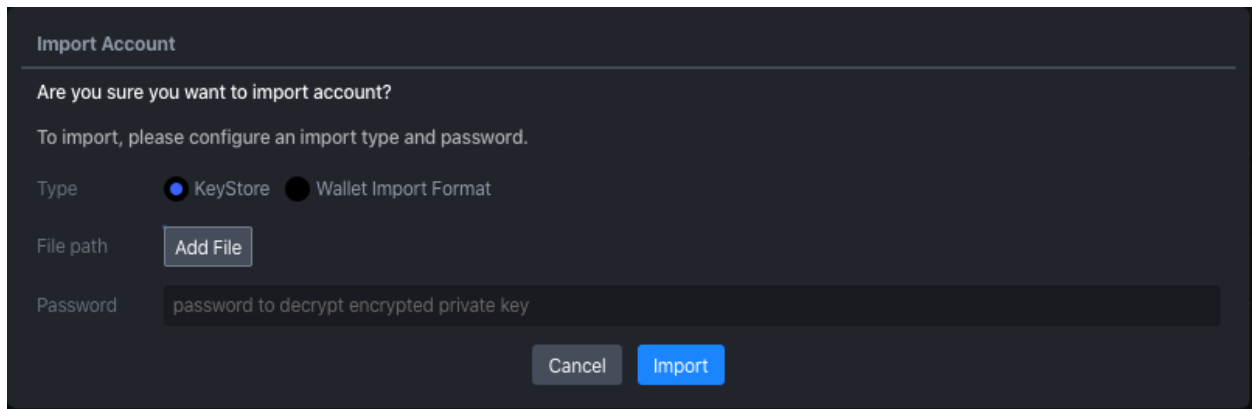 Import Account
Are you sure you want to import account?
To import, please configure an import type and password.
Type KeyStore Wallet Import Format
File path Add File
Password password to decrypt encrypted private key
Cancel Import